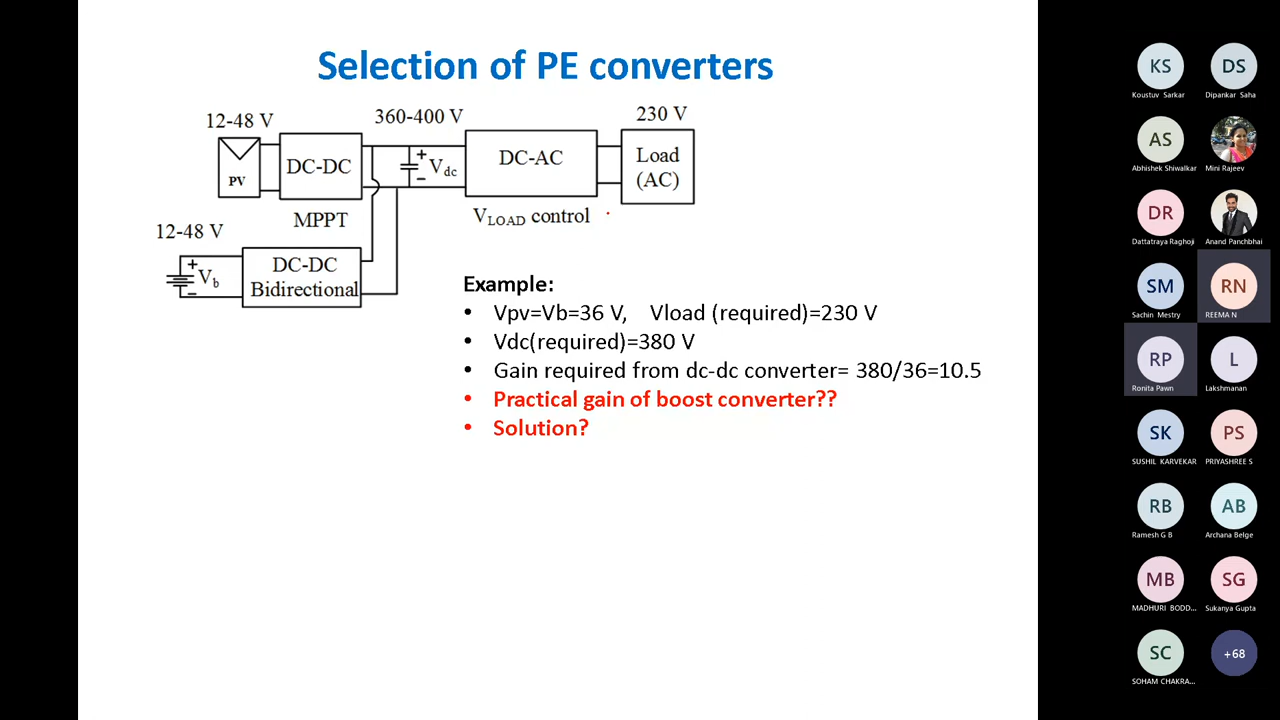 Selection of PE converters
12-48 V
360-400 V
230 V
PV
DC-DC
+
Vdc
−
DC-AC
Load
(AC)
MPPT
VLOAD control
12-48 V
+
Vb
−
DC-DC
Bidirectional
Example:
• Vpv=Vb=36 V, Vload (required)=230 V
• Vdc(required)=380 V
• Gain required from dc-dc converter= 380/36=10.5
• Practical gain of boost converter??
• Solution?
KS
Koustuv Sarkar
DS
Dipankar Saha
AS
Abhishek Shiwalkar
Mini Rajeev
DR
Dattatraya Raghoji
Anand Panchbhai
SM
Sachin Mestry
RN
REEMA N
RP
Ronita Pawn
L
Lakshmanan
SK
SUSHIL KARVEKAR
PS
PRIYASHREE S
RB
Ramesh G B
AB
Archana Belge
MB
MADHURI BODD...
SG
Sukanya Gupta
SC
SOHAM CHAKRA...
+68